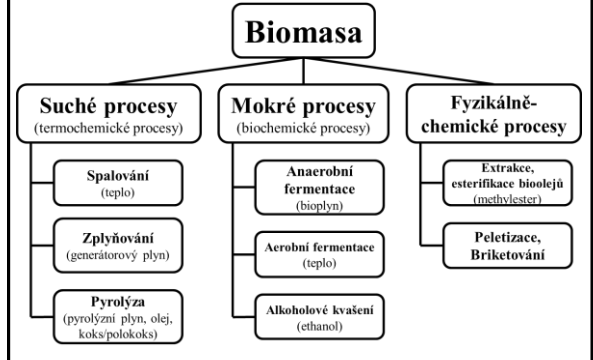 Biomasa
Suché procesy
(termochemické procesy)
Spalování
(teplo)
Zplyňování
(generátorový plyn)
Pyrolýza
(pyrolýzní plyn, olej,
koks/polokoks)
Mokré procesy
(biochemické procesy)
Anaerobní
fermentace
(bioplyn)
Aerobní fermentace
(teplo)
Alkoholové kvašení
(ethanol)
Fyzikálně-
chemické procesy
Extrakce,
esterifikace bioolejů
(methylester)
Peletizace,
Briketování